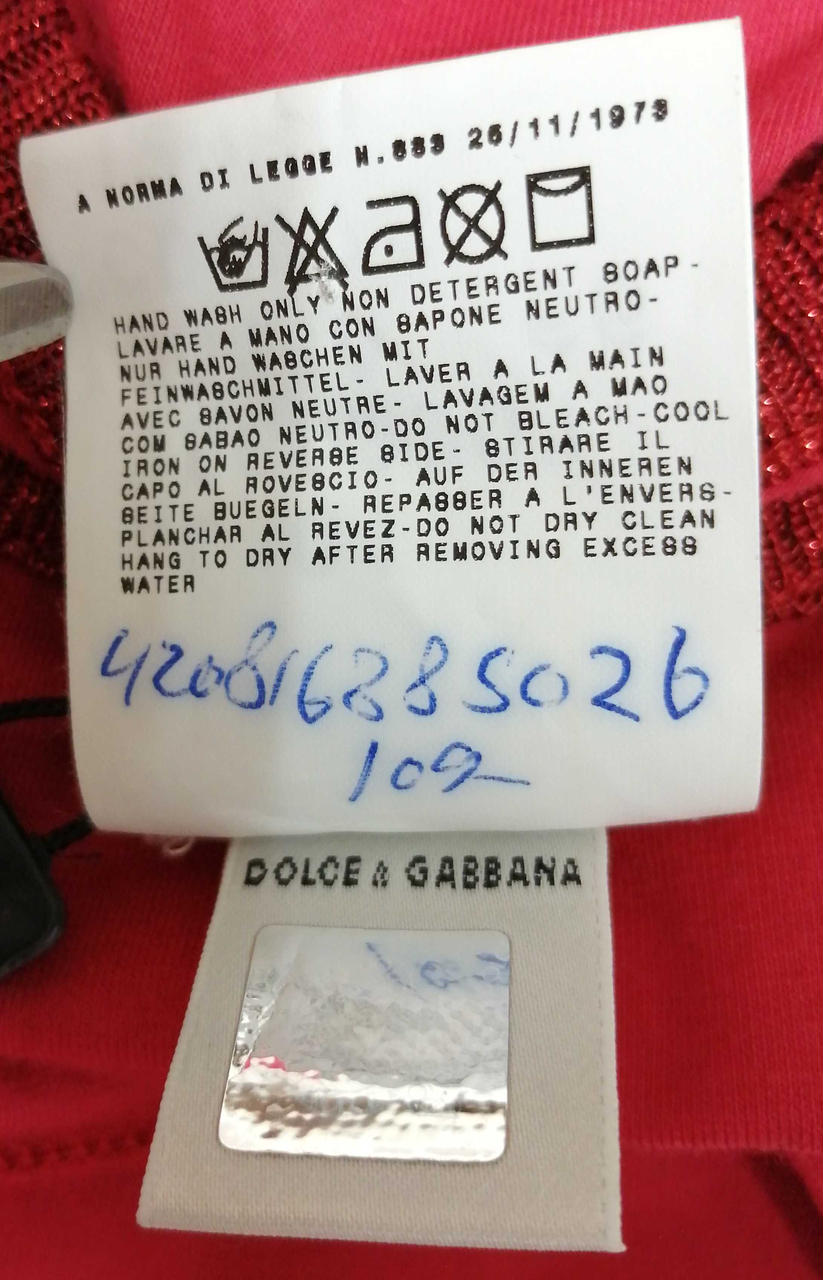 A NORMA DI LEGGE N.883 26/11/1973
HAND WASH ONLY NON DETERGENT SOAP-
LAVARE A MANO CON SAPONE NEUTRO-
NUR HAND WASCHEN MIT
FEINWASCHMITTEL- LAVER A LA MAIN
AVEC SAVON NEUTRE- LAVAGEM A MAO
COM SABAO NEUTRO-DO NOT BLEACH-COOL
IRON ON REVERSE SIDE- STIRARE IL
CAPO AL ROVESCIO- AUF DER INNEREN
SEITE BUEGELN- REPASSER A L'ENVERS-
PLANCHAR AL REVEZ-DO NOT DRY CLEAN
HANG TO DRY AFTER REMOVING EXCESS
WATER
420816885026
DOLCE & GABBANA